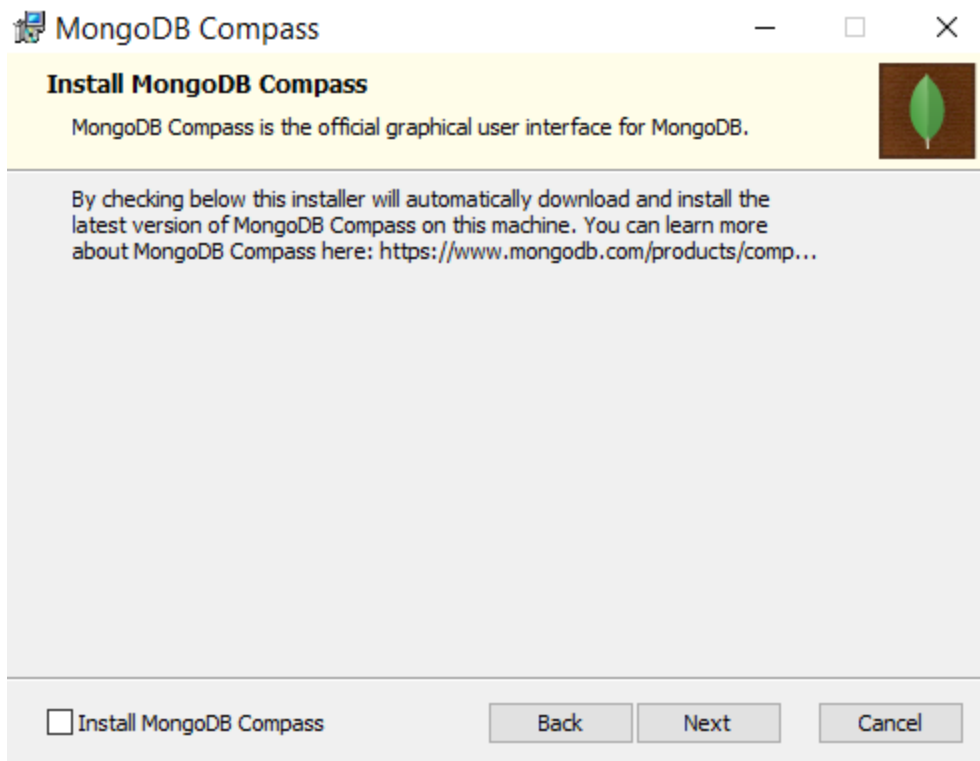 MongoDB Compass
Install MongoDB Compass
MongoDB Compass is the official graphical user interface for MongoDB.
By checking below this installer will automatically download and install the
latest version of MongoDB Compass on this machine. You can learn more
about MongoDB Compass here: https://www.mongodb.com/products/comp...
Install MongoDB Compass
Back
Next
Cancel